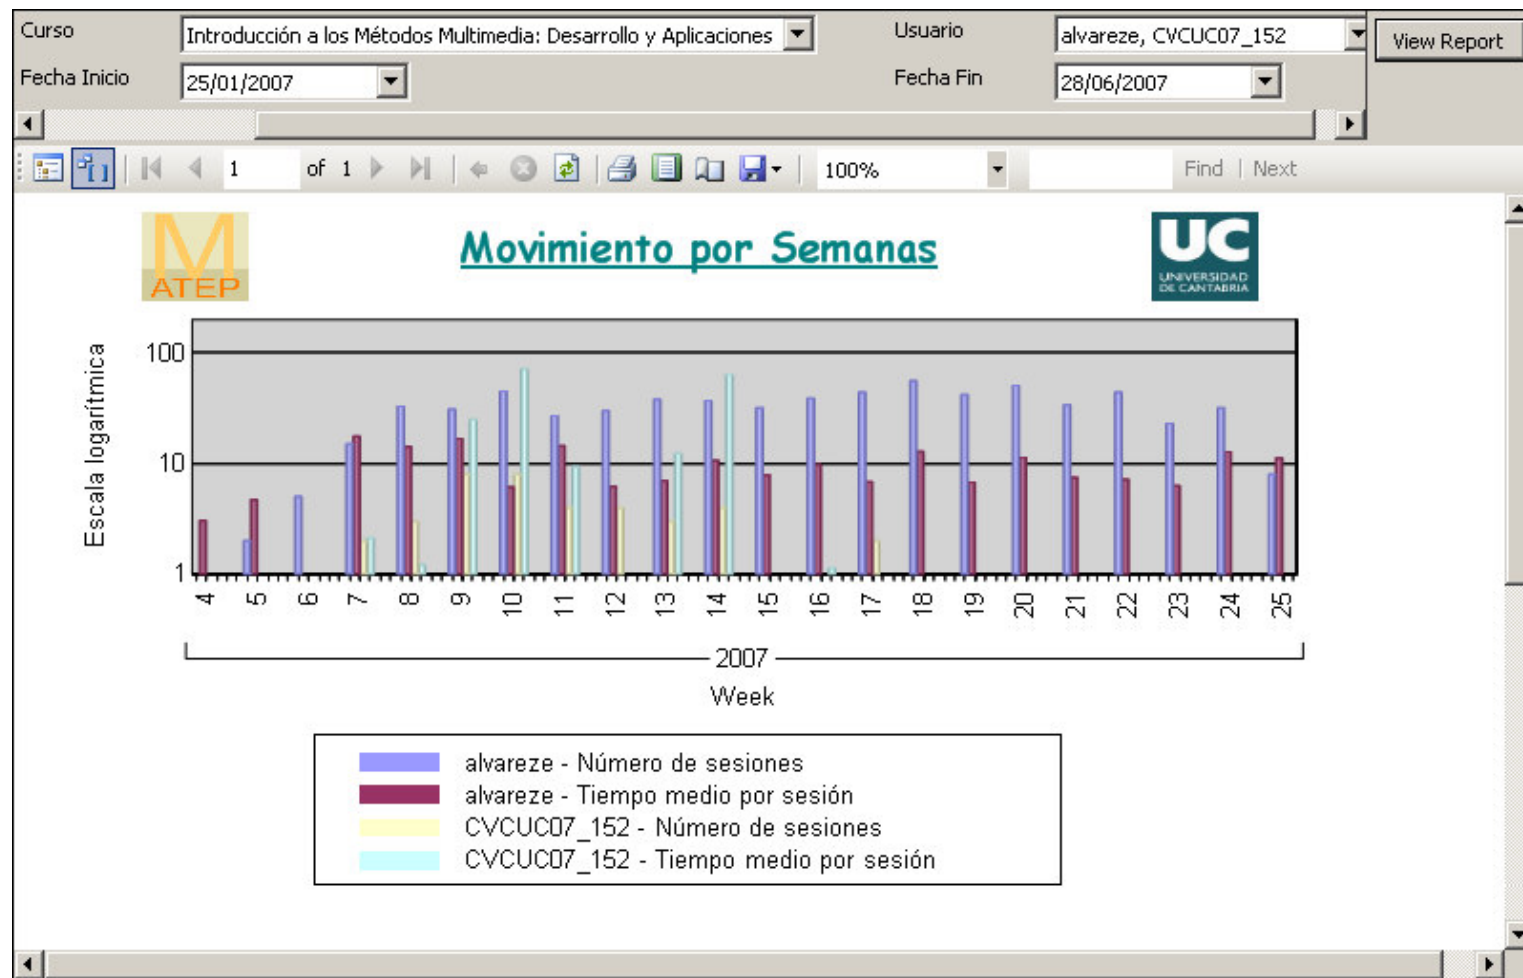 Curso
Introducción a los Métodos Multimedia: Desarrollo y Aplicaciones
Usuario
alvareze, CVCUC07_152
View Report
Fecha Inicio
25/01/2007
Fecha Fin
28/06/2007
1 of 1
100%
Find | Next
M
ATEP
Movimiento por Semanas
UC
UNIVERSIDAD
DE CANTABRIA
Escala logarítmica
100
10
1
4 5 6 7 8 9 10 11 12 13 14 15 16 17 18 19 20 21 22 23 24 25
2007
Week
alvareze - Número de sesiones
alvareze - Tiempo medio por sesión
CVCUC07_152 - Número de sesiones
CVCUC07_152 - Tiempo medio por sesión